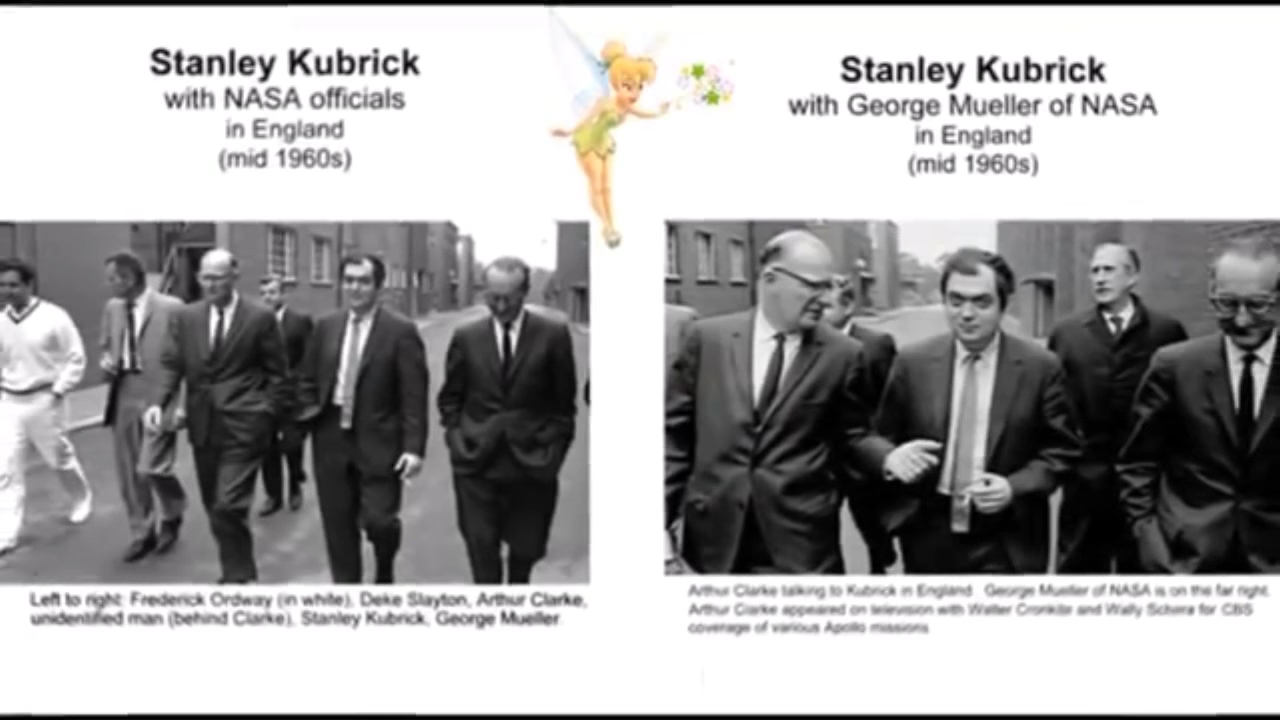 Stanley Kubrick
with NASA officials
in England
(mid 1960s)
Left to right: Frederick Ordway (in white), Deke Slayton, Arthur Clarke,
unidentified man (behind Clarke), Stanley Kubrick, George Mueller.
Stanley Kubrick
with George Mueller of NASA
in England
(mid 1960s)
Arthur Clarke talking to Kubrick in England. George Mueller of NASA is on the far right.
Arthur Clarke appeared on television with Walter Cronkite and Wally Schirra for CBS
coverage of various Apollo missions